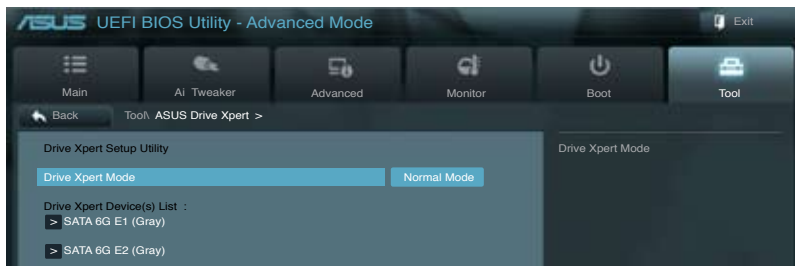 ASUS UEFI BIOS Utility - Advanced Mode
Exit
Main
Ai Tweaker
Advanced
Monitor
Boot
Tool
Back
Tool\ ASUS Drive Xpert >
Drive Xpert Setup Utility
Drive Xpert Mode
Drive Xpert Mode Normal Mode
Drive Xpert Device(s) List :
> SATA 6G E1 (Gray)
> SATA 6G E2 (Gray)